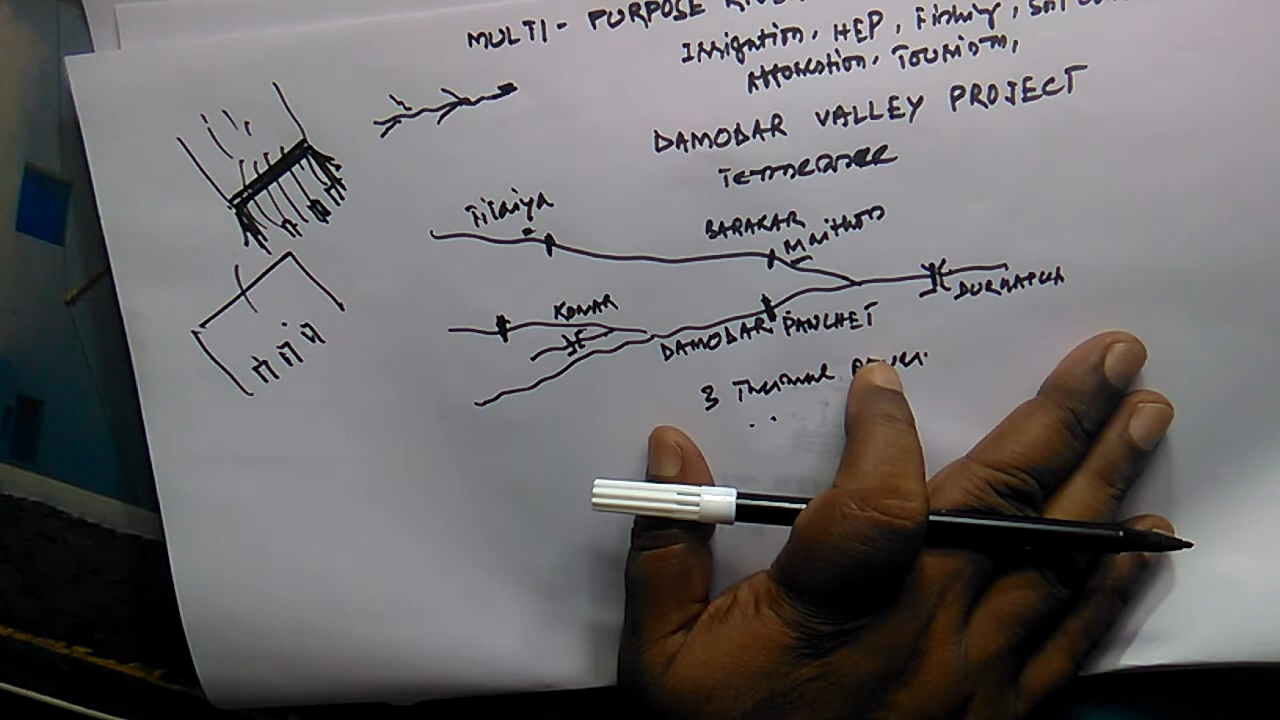 MULTI - PURPOSE
Irrigation, HEP, Fishing,
Afforestation, Tourism,
DAMODAR VALLEY PROJECT
Tilaiya
BARAKAR
Maithon
KONAR
DURGAPUR
DAMODAR PANCHET
3 Thermal Power.